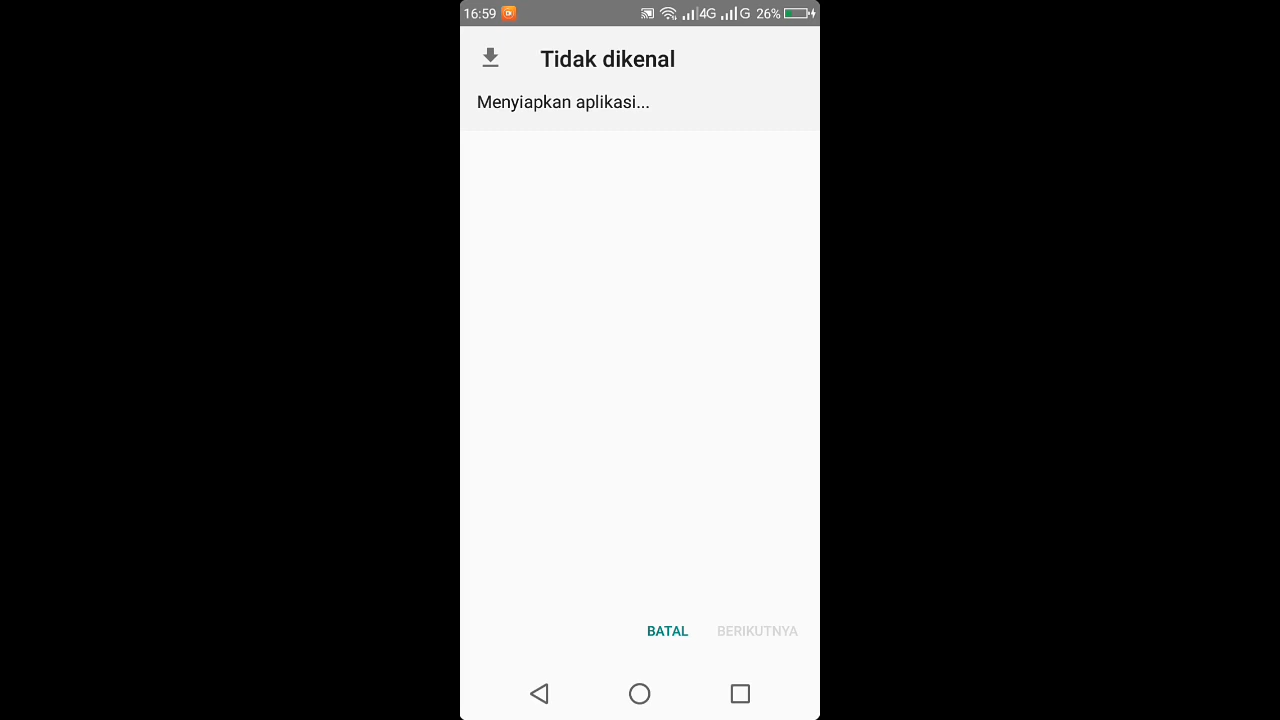 16:59 4G G 26%
Tidak dikenal
Menyiapkan aplikasi...
BATAL BERIKUTNYA